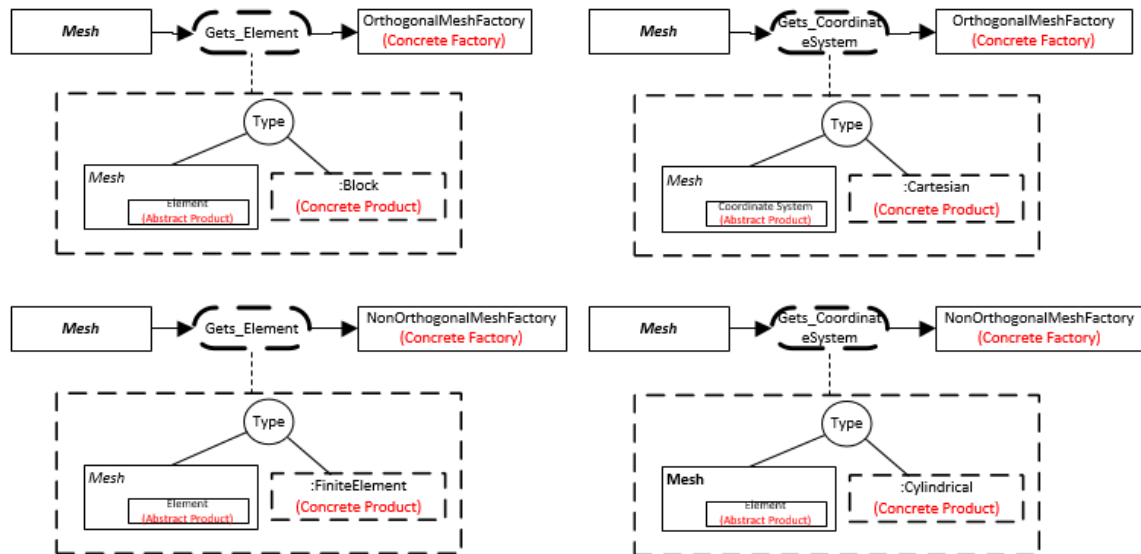 Mesh
Gets_Element
OrthogonalMeshFactory
(Concrete Factory)
Type
Mesh
Element
(Abstract Product)
:Block
(Concrete Product)
Mesh
Gets_Coordinat
eSystem
OrthogonalMeshFactory
(Concrete Factory)
Type
Mesh
Coordinate System
(Abstract Product)
:Cartesian
(Concrete Product)
Mesh
Gets_Element
NonOrthogonalMeshFactory
(Concrete Factory)
Type
Mesh
Element
(Abstract Product)
:FiniteElement
(Concrete Product)
Mesh
Gets_Coordinat
eSystem
NonOrthogonalMeshFactory
(Concrete Factory)
Type
Mesh
Element
(Abstract Product)
:Cylindrical
(Concrete Product)